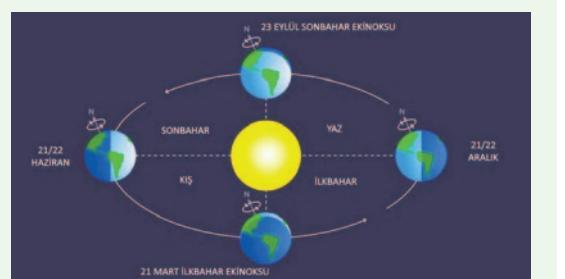 23 EYLÜL SONBAHAR EKİNOKSU
N
N
N
SONBAHAR
YAZ
21/22
HAZİRAN
21/22
ARALIK
KIŞ
İLKBAHAR
N
21 MART İLKBAHAR EKİNOKSU